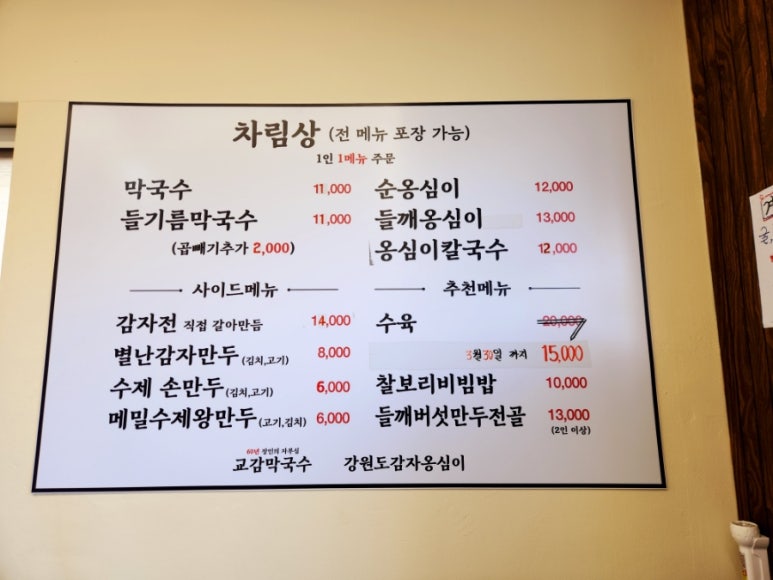 차림상 (전 메뉴 포장 가능)
1인 1메뉴 주문
막국수 11,000
들기름막국수 11,000
(곱빼기추가 2,000)
순옹심이 12,000
들깨옹심이 13,000
옹심이칼국수 12,000
사이드메뉴
감자전 직접 갈아만듬 14,000
별난감자만두 (김치,고기) 8,000
수제 손만두 (김치,고기) 6,000
메밀수제왕만두 (고기,김치) 6,000
추천메뉴
수육 20,000
3월30일 까지 15,000
찰보리비빔밥 10,000
들깨버섯만두전골 13,000
(2인 이상)
60년 장인의 자부심
교감막국수 강원도감자옹심이